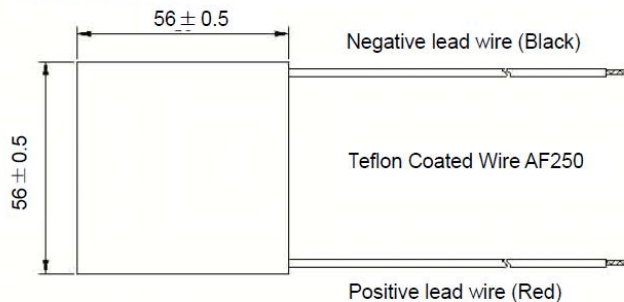 56 ± 0.5
Negative lead wire (Black)
56 ± 0.5
Teflon Coated Wire AF250
Positive lead wire (Red)